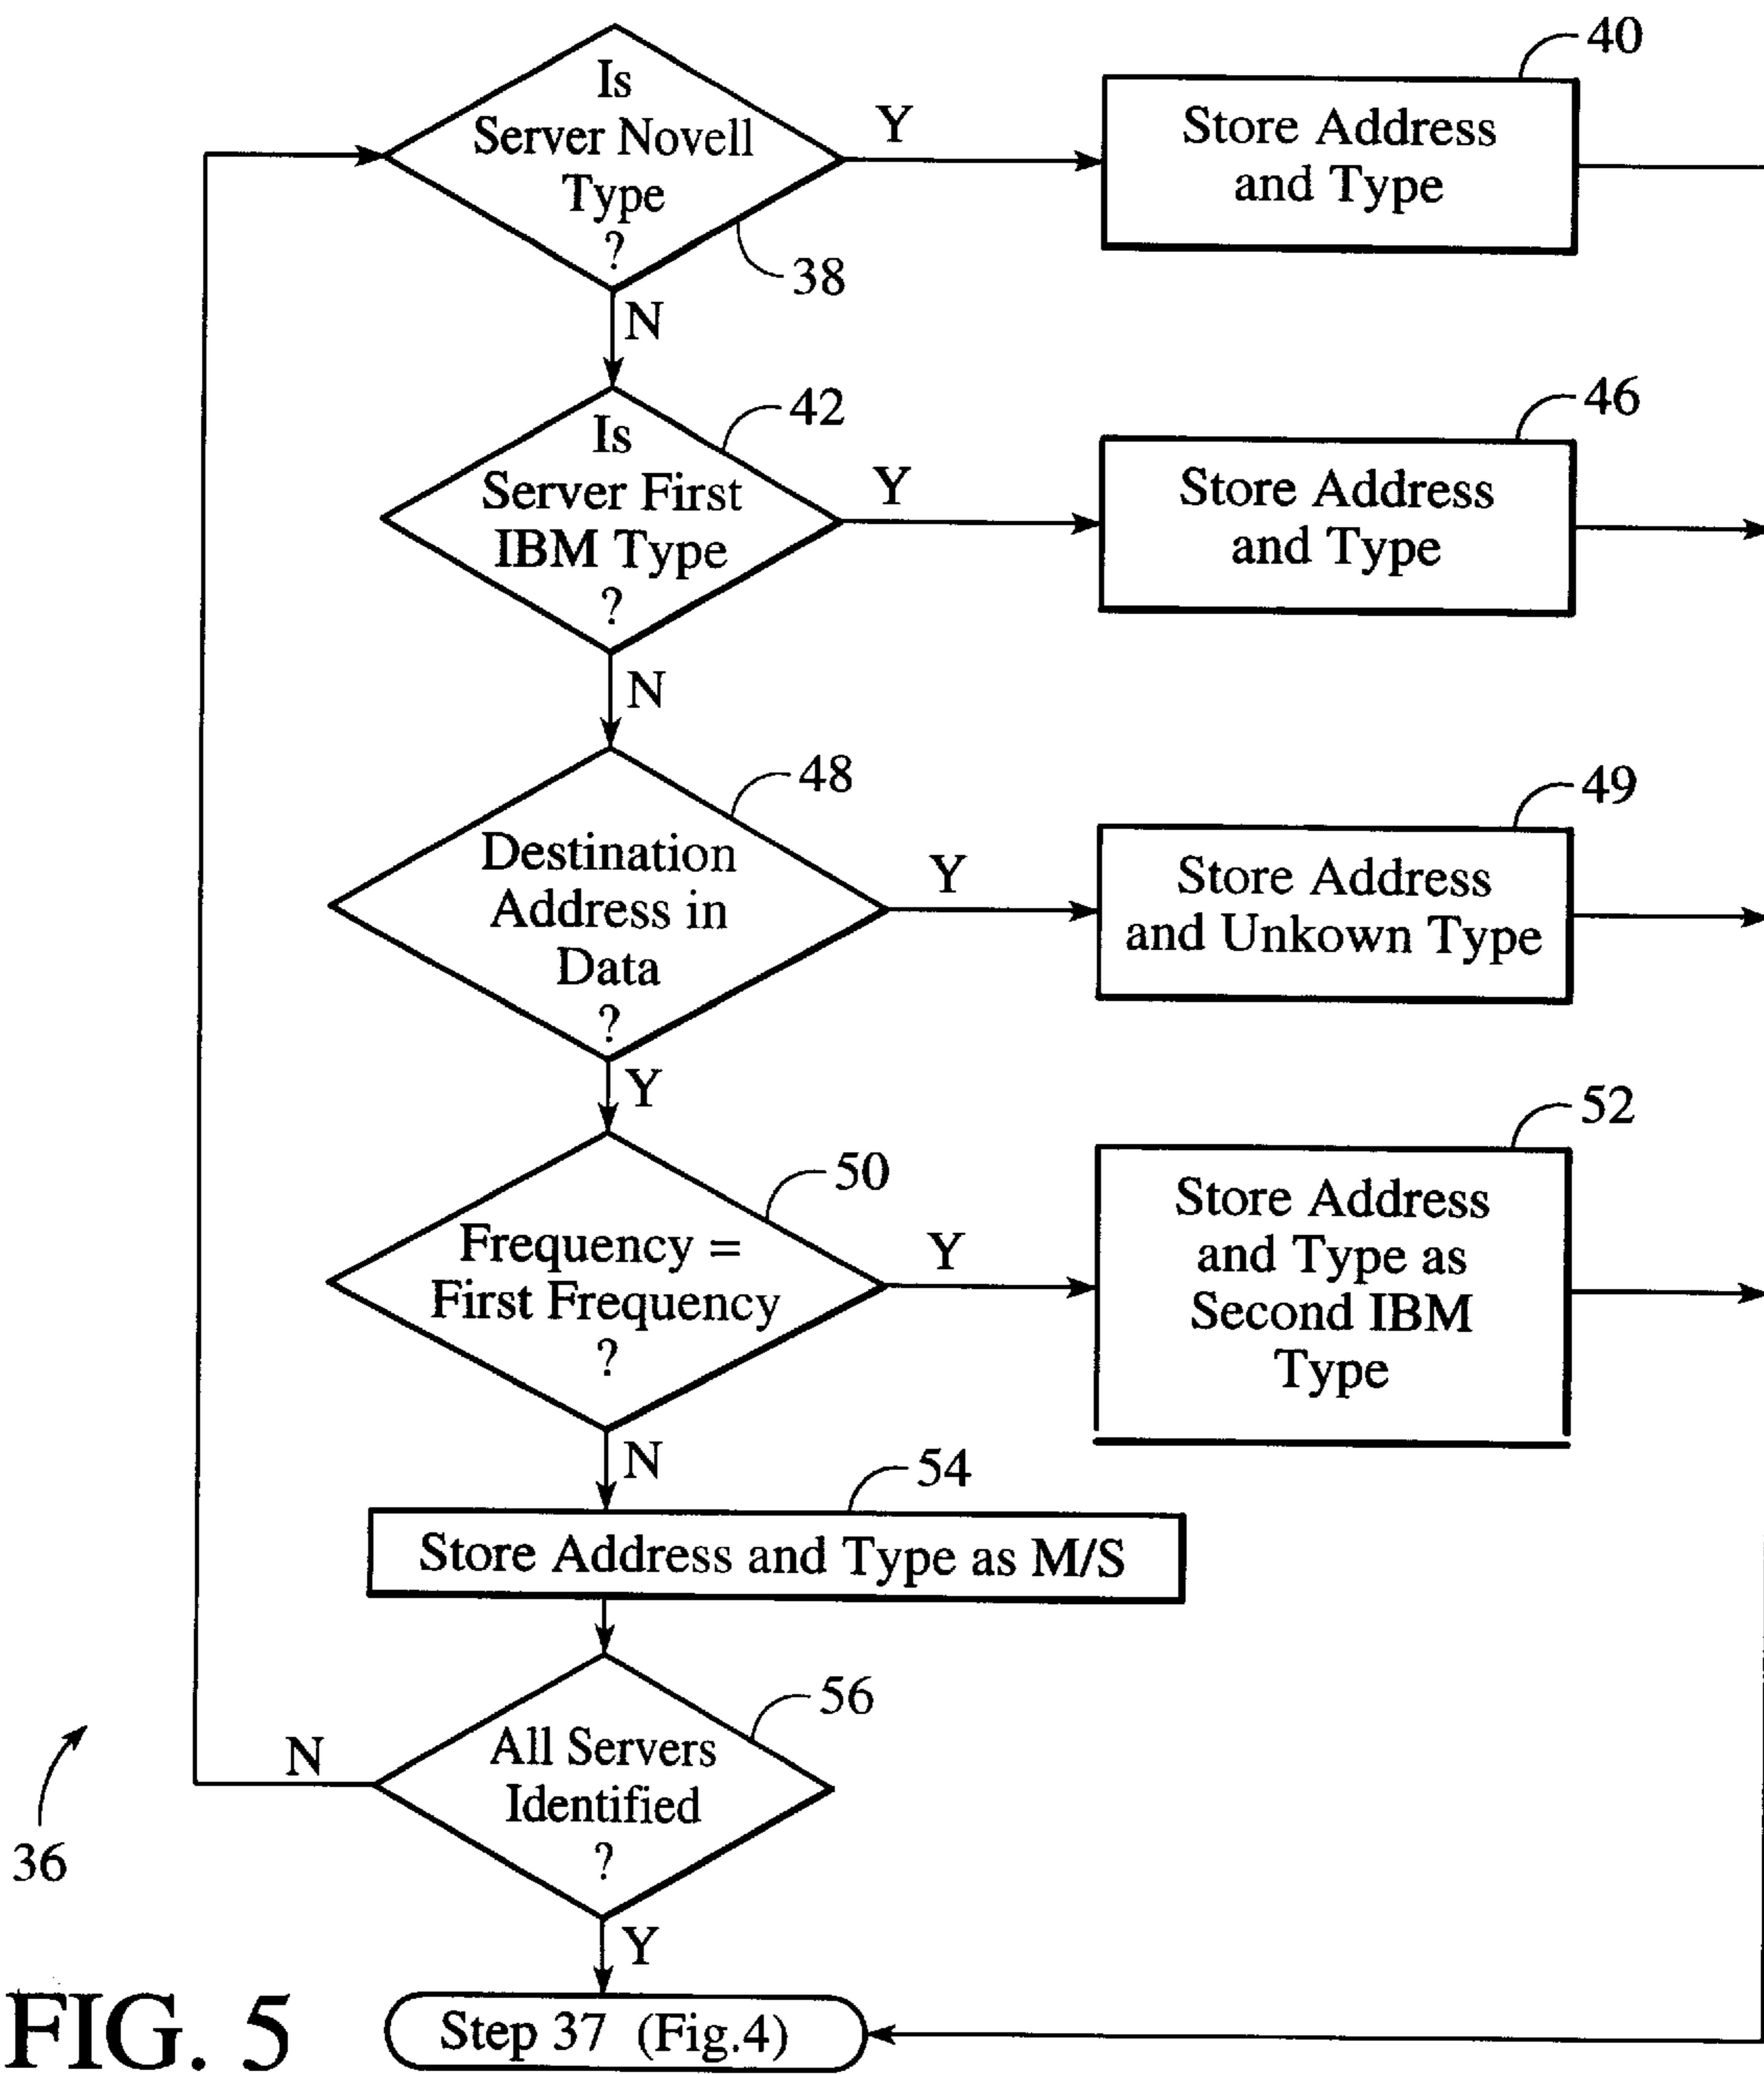 Is
Server Novell
Type
?
38
Y
40
Store Address
and Type
N
42
Is
Server First
IBM Type
?
Y
46
Store Address
and Type
N
48
Destination
Address in
Data
?
Y
49
Store Address
and Unkown Type
Y
50
Frequency =
First Frequency
?
Y
52
Store Address
and Type as
Second IBM
Type
N
54
Store Address and Type as M/S
56
All Servers
Identified
?
N
36
Y
Step 37 (Fig.4)
FIG. 5